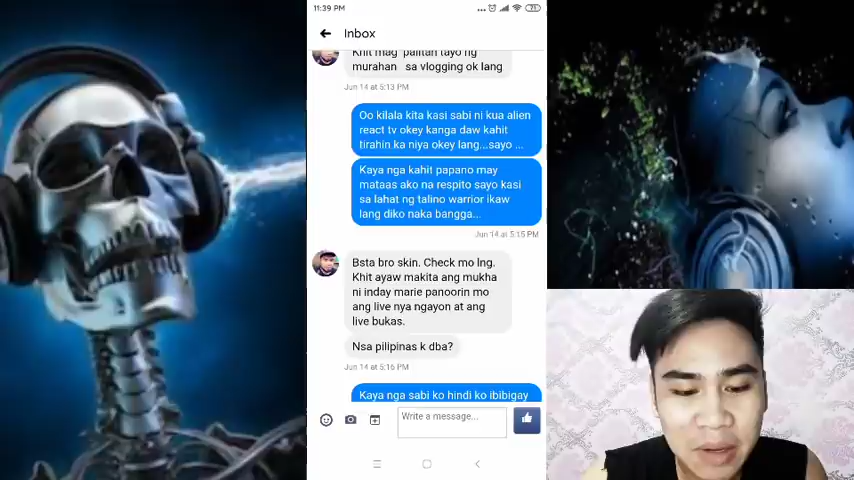 11:39 PM
71
Inbox
Khit mag palitan tayo ng
murahan sa vlogging ok lang
Jun 14 at 5:13 PM
Oo kilala kita kasi sabi ni kua alien
react tv okey kanga daw kahit
tirahin ka niya okey lang...sayo ...
Kaya nga kahit papano may
mataas ako na respito sayo kasi
sa lahat ng talino warrior ikaw
lang diko naka bangga...
Jun 14 at 5:15 PM
Bsta bro skin. Check mo lng.
Khit ayaw makita ang mukha
ni inday marie panoorin mo
ang live nya ngayon at ang
live bukas.
Nsa pilipinas k dba?
Jun 14 at 5:16 PM
Kaya nga sabi ko hindi ko ibibigay
Write a message...